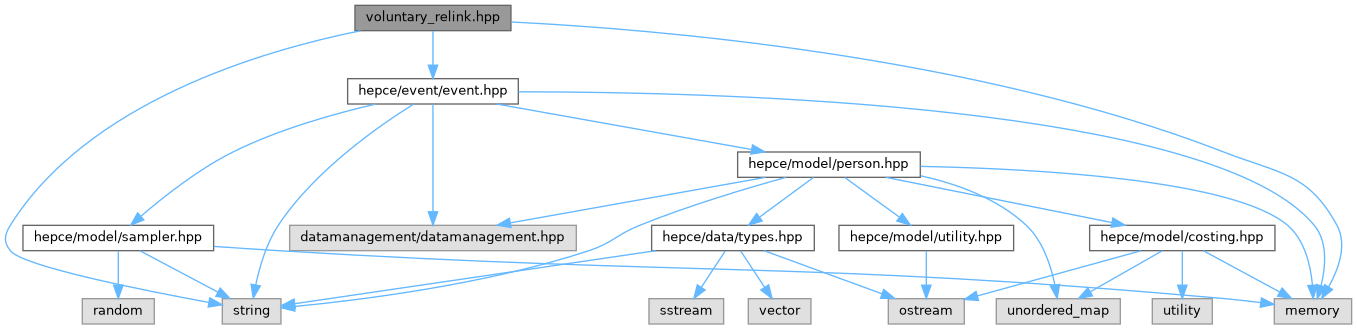 voluntary_relink.hpp
hepce/event/event.hpp
hepce/model/person.hpp
hepce/model/sampler.hpp
datamanagement/datamanagement.hpp
hepce/data/types.hpp
hepce/model/utility.hpp
hepce/model/costing.hpp
random
string
sstream
vector
ostream
unordered_map
utility
memory